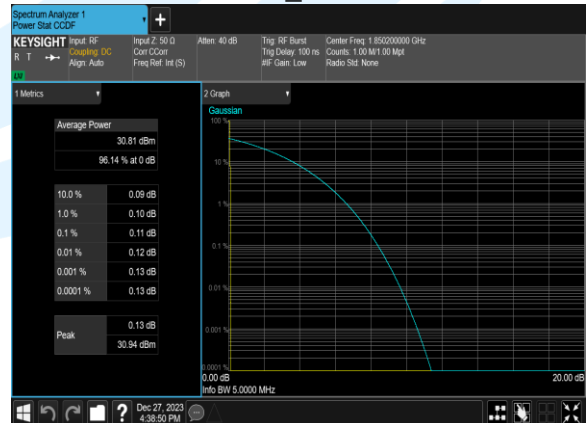 Spectrum Analyzer 1
Power Stat CCDF
+
KEYSIGHT
R T
LW
Input: RF
Coupling: DC
Align: Auto
Input Z: 50 Ω
Corr CCorr
Freq Ref: Int (S)
Atten: 40 dB
Trig: RF Burst
Trig Delay: 100 ns
#IF Gain: Low
Center Freq: 1.850200000 GHz
Counts: 1.00 M/1.00 Mpt
Radio Std: None
1 Metrics
Average Power
30.81 dBm
96.14 % at 0 dB
10.0 % 0.09 dB
1.0 % 0.10 dB
0.1 % 0.11 dB
0.01 % 0.12 dB
0.001 % 0.13 dB
0.0001 % 0.13 dB
Peak
0.13 dB
30.94 dBm
2 Graph
Gaussian
100 %
10 %
1 %
0.1 %
0.01 %
0.001 %
0.0001 %
0.00 dB
20.00 dB
Info BW 5.0000 MHz
?
Dec 27, 2023
4:38:50 PM